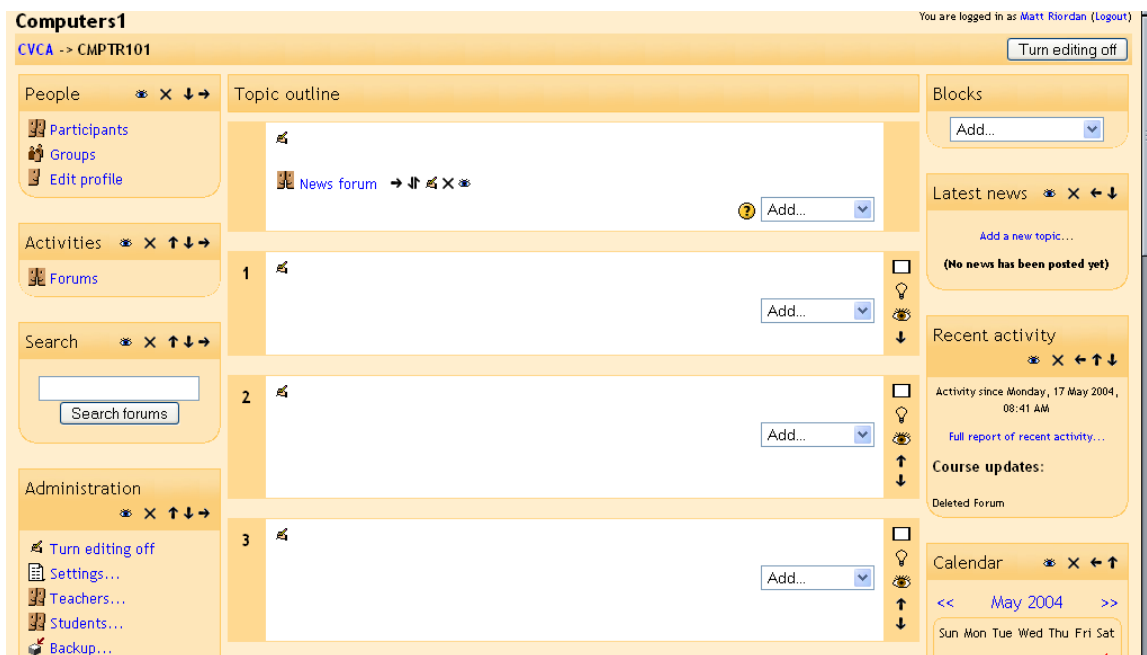 Computers1
You are logged in as Matt Riordan (Logout)
CVCA -> CMPTR101
Turn editing off
People
Participants
Groups
Edit profile
Activities
Forums
Search
Search forums
Administration
Turn editing off
Settings...
Teachers...
Students...
Backup...
Topic outline
News forum
? Add...
1
Add...
2
Add...
3
Add...
Blocks
Add...
Latest news
Add a new topic...
(No news has been posted yet)
Recent activity
Activity since Monday, 17 May 2004,
08:41 AM
Full report of recent activity...
Course updates:
Deleted Forum
Calendar
<< May 2004 >>
Sun Mon Tue Wed Thu Fri Sat